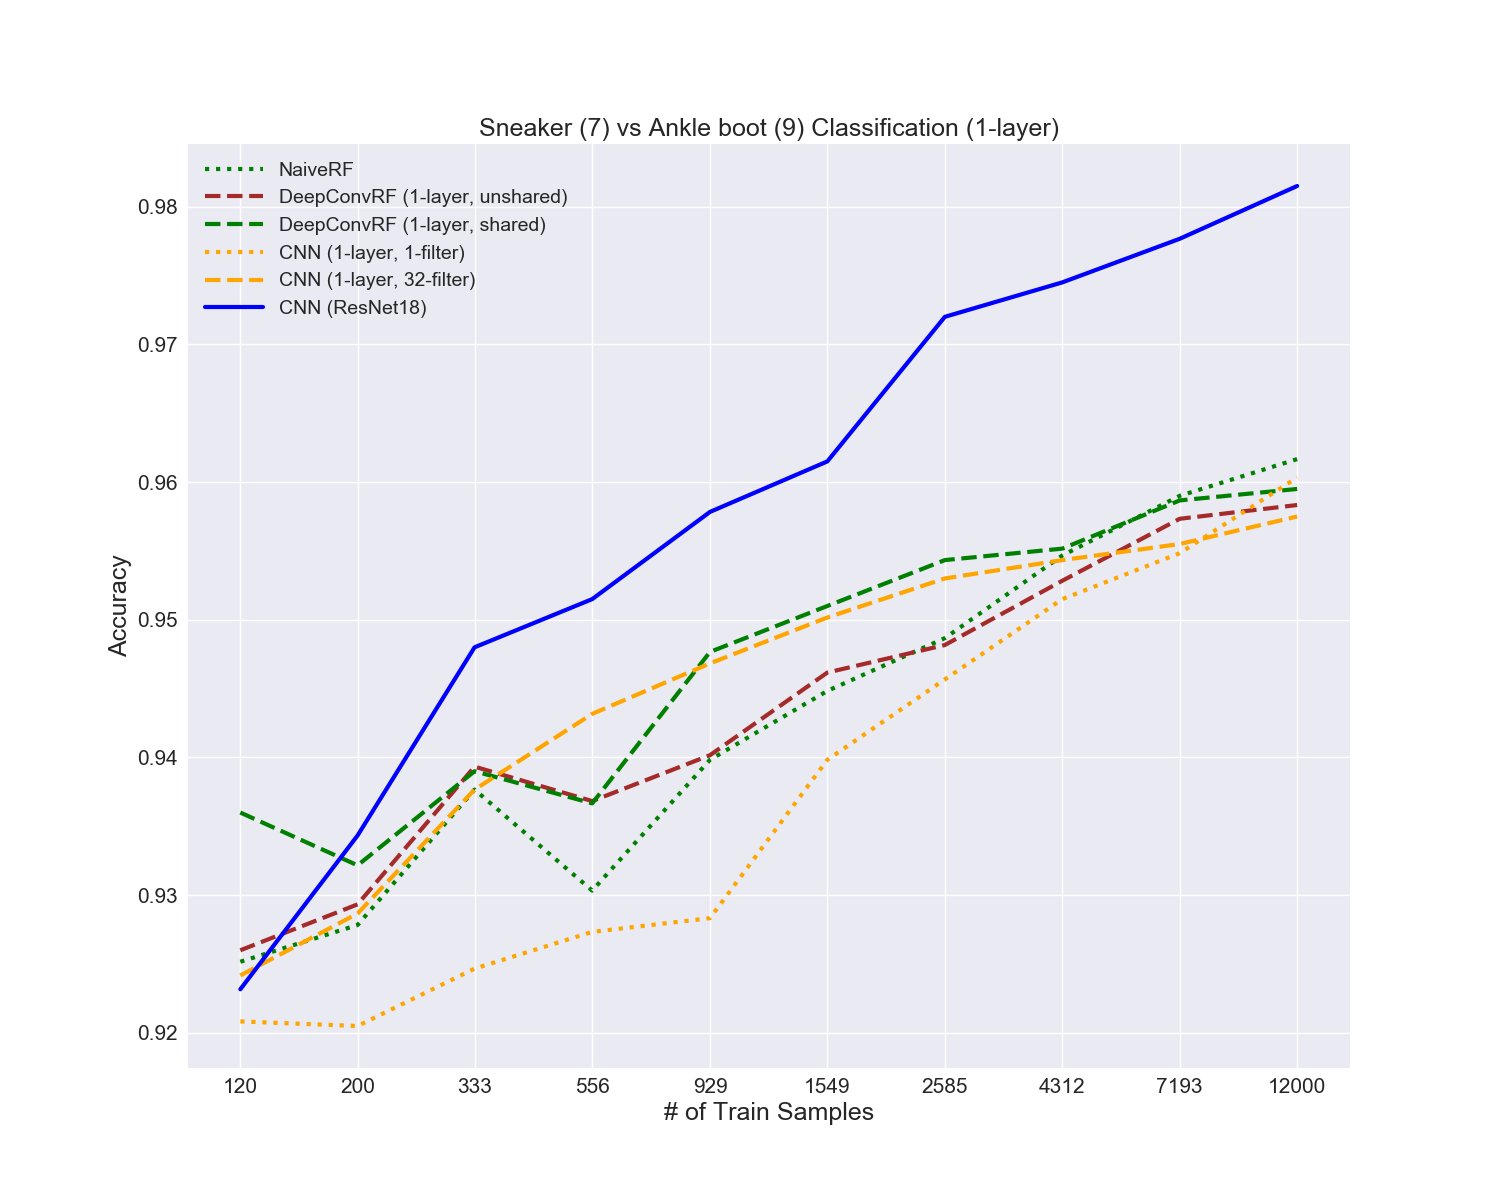 Sneaker (7) vs Ankle boot (9) Classification (1-layer)
NaiveRF
DeepConvRF (1-layer, unshared)
DeepConvRF (1-layer, shared)
CNN (1-layer, 1-filter)
CNN (1-layer, 32-filter)
CNN (ResNet18)
0.98
0.97
0.96
0.95
0.94
0.93
0.92
Accuracy
120 200 333 556 929 1549 2585 4312 7193 12000
# of Train Samples